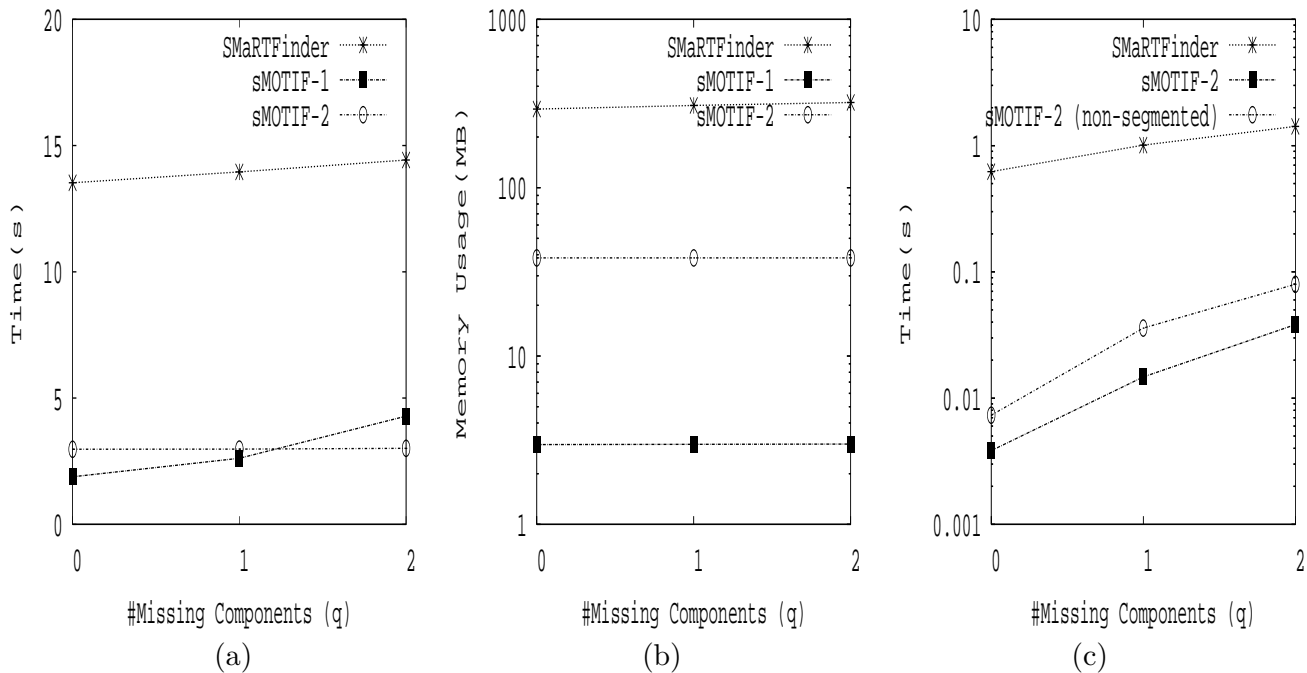 20
15
10
5
0
Time(s)
SMaRTFinder
sMOTIF-1
sMOTIF-2
0 1 2
#Missing Components (q)
(a)
1000
100
10
1
Memory Usage(MB)
SMaRTFinder
sMOTIF-1
sMOTIF-2
0 1 2
#Missing Components (q)
(b)
10
1
0.1
0.01
0.001
Time(s)
SMaRTFinder
sMOTIF-2
sMOTIF-2 (non-segmented)
0 1 2
#Missing Components (q)
(c)